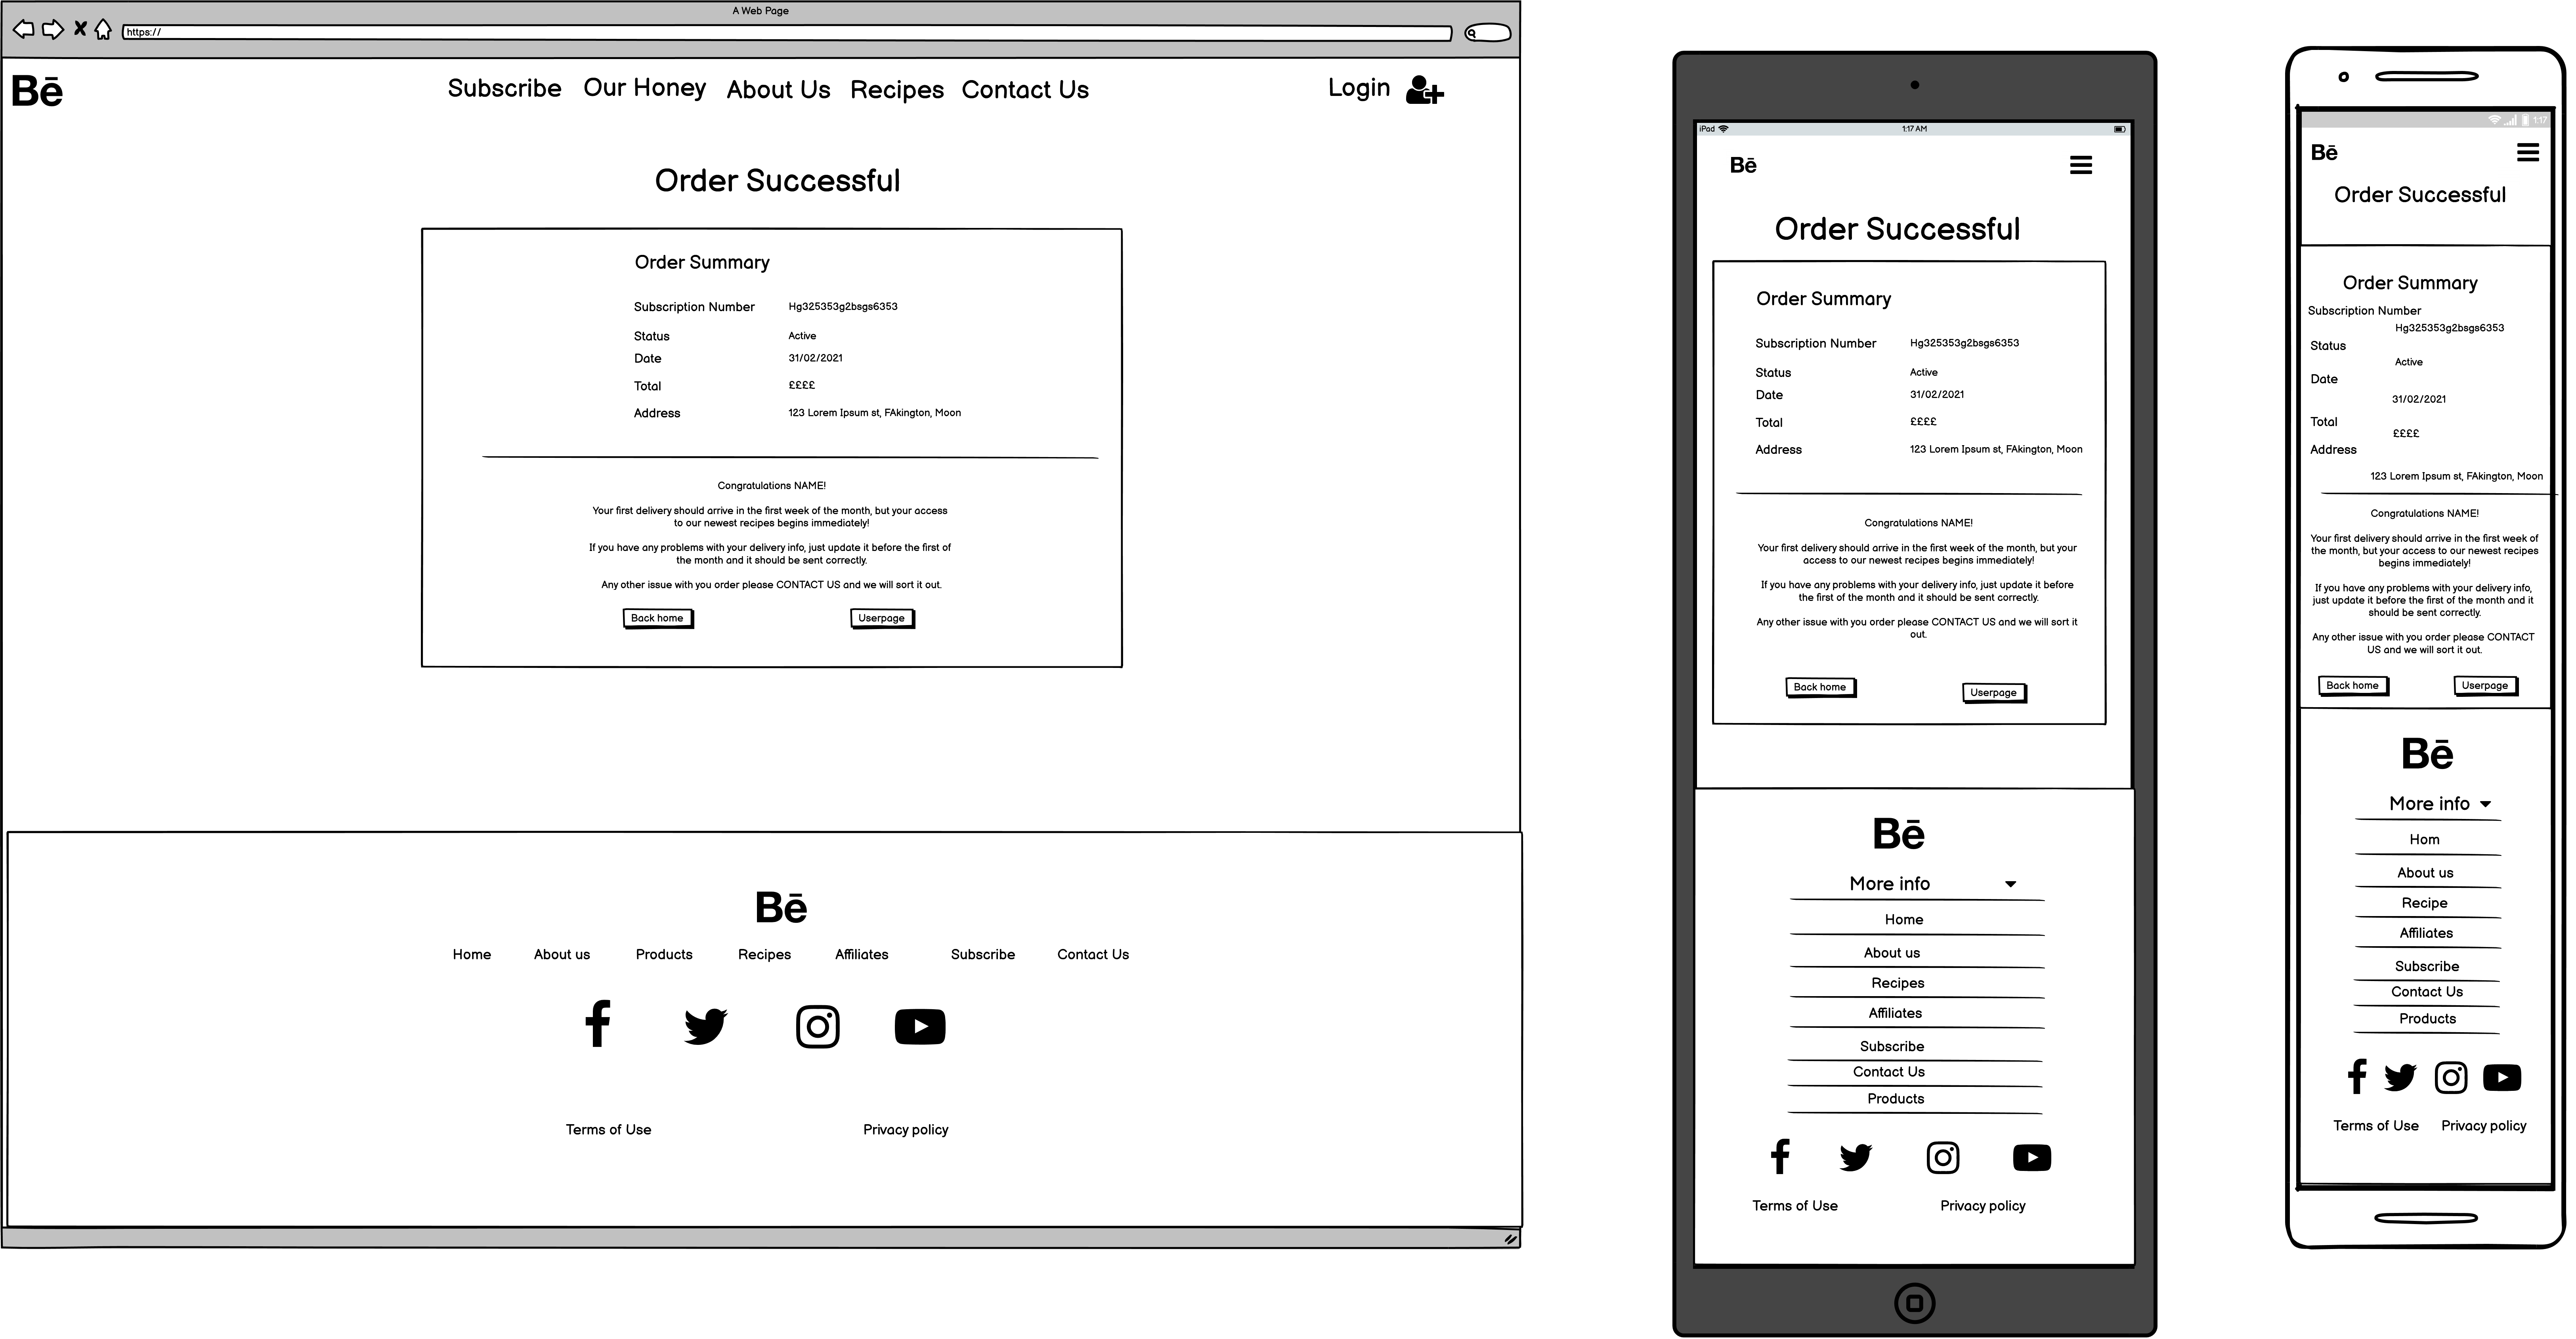 A Web Page
https://
Bē
Subscribe Our Honey About Us Recipes Contact Us
Login
Order Successful
Order Summary
Subscription Number Hg325353g2bsgs6353
Status Active
Date 31/02/2021
Total ££££
Address 123 Lorem Ipsum st, FAkington, Moon
Congratulations NAME!
Your first delivery should arrive in the first week of the month, but your access
to our newest recipes begins immediately!
If you have any problems with your delivery info, just update it before the first of
the month and it should be sent correctly.
Any other issue with you order please CONTACT US and we will sort it out.
Back home Userpage
Bē
Home About us Products Recipes Affiliates Subscribe Contact Us
Terms of Use Privacy policy
iPad 1:17 AM
Bē
Order Successful
Order Summary
Subscription Number Hg325353g2bsgs6353
Status Active
Date 31/02/2021
Total ££££
Address 123 Lorem Ipsum st, FAkington, Moon
Congratulations NAME!
Your first delivery should arrive in the first week of the month, but your
access to our newest recipes begins immediately!
If you have any problems with your delivery info, just update it before
the first of the month and it should be sent correctly.
Any other issue with you order please CONTACT US and we will sort it
out.
Back home Userpage
Bē
More info
Home
About us
Recipes
Affiliates
Subscribe
Contact Us
Products
Terms of Use Privacy policy
1:17
Bē
Order Successful
Order Summary
Subscription Number
Hg325353g2bsgs6353
Status
Active
Date
31/02/2021
Total
££££
Address
123 Lorem Ipsum st, FAkington, Moon
Congratulations NAME!
Your first delivery should arrive in the first week of
the month, but your access to our newest recipes
begins immediately!
If you have any problems with your delivery info,
just update it before the first of the month and it
should be sent correctly.
Any other issue with you order please CONTACT
US and we will sort it out.
Back home Userpage
Bē
More info
Hom
About us
Recipe
Affliates
Subscribe
Contact Us
Products
Terms of Use Privacy policy